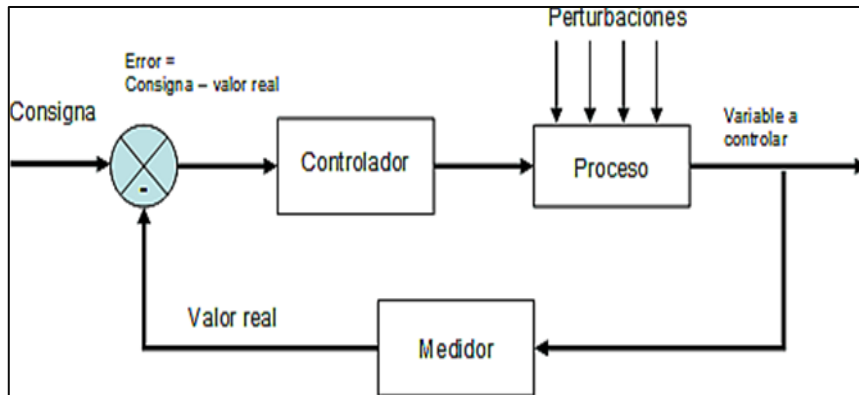 Perturbaciones
Error =
Consigna – valor real
Consigna
Variable a
controlar
Controlador
Proceso
-
Valor real
Medidor